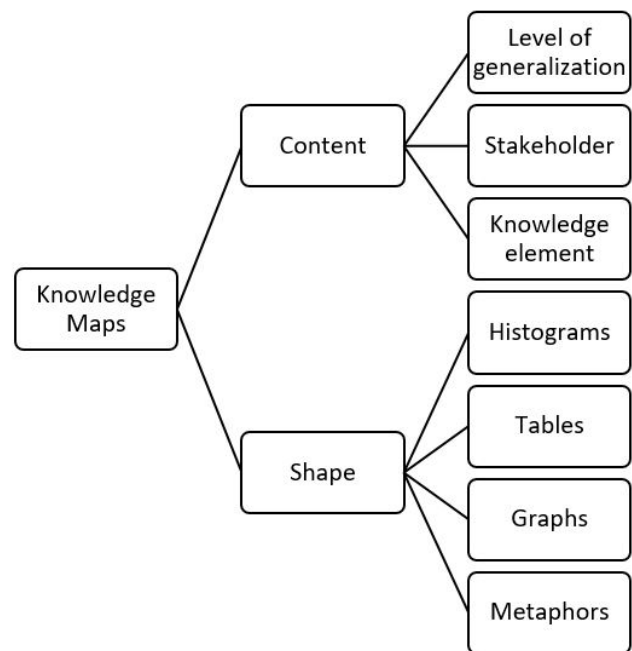 Level of
generalization
Content
Stakeholder
Knowledge
element
Knowledge
Maps
Histograms
Tables
Shape
Graphs
Metaphors